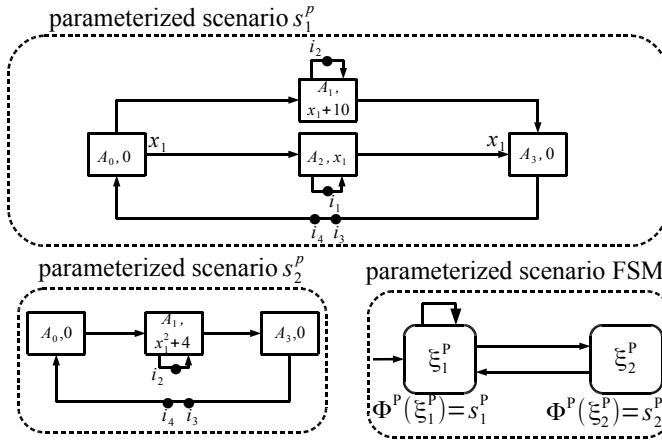 parameterized scenario s₁ᵖ
i₂
A₁,
x₁+10
A₀,0
x₁
A₂,x₁
x₁
A₃,0
i₁
i₄ i₃
parameterized scenario s₂ᵖ
A₀,0
A₁,
x₁²+4
A₃,0
i₂
i₄ i₃
parameterized scenario FSM
ξ₁ᴾ
ξ₂ᴾ
Φᴾ(ξ₁ᴾ)=s₁ᵖ
Φᴾ(ξ₂ᴾ)=s₂ᵖ